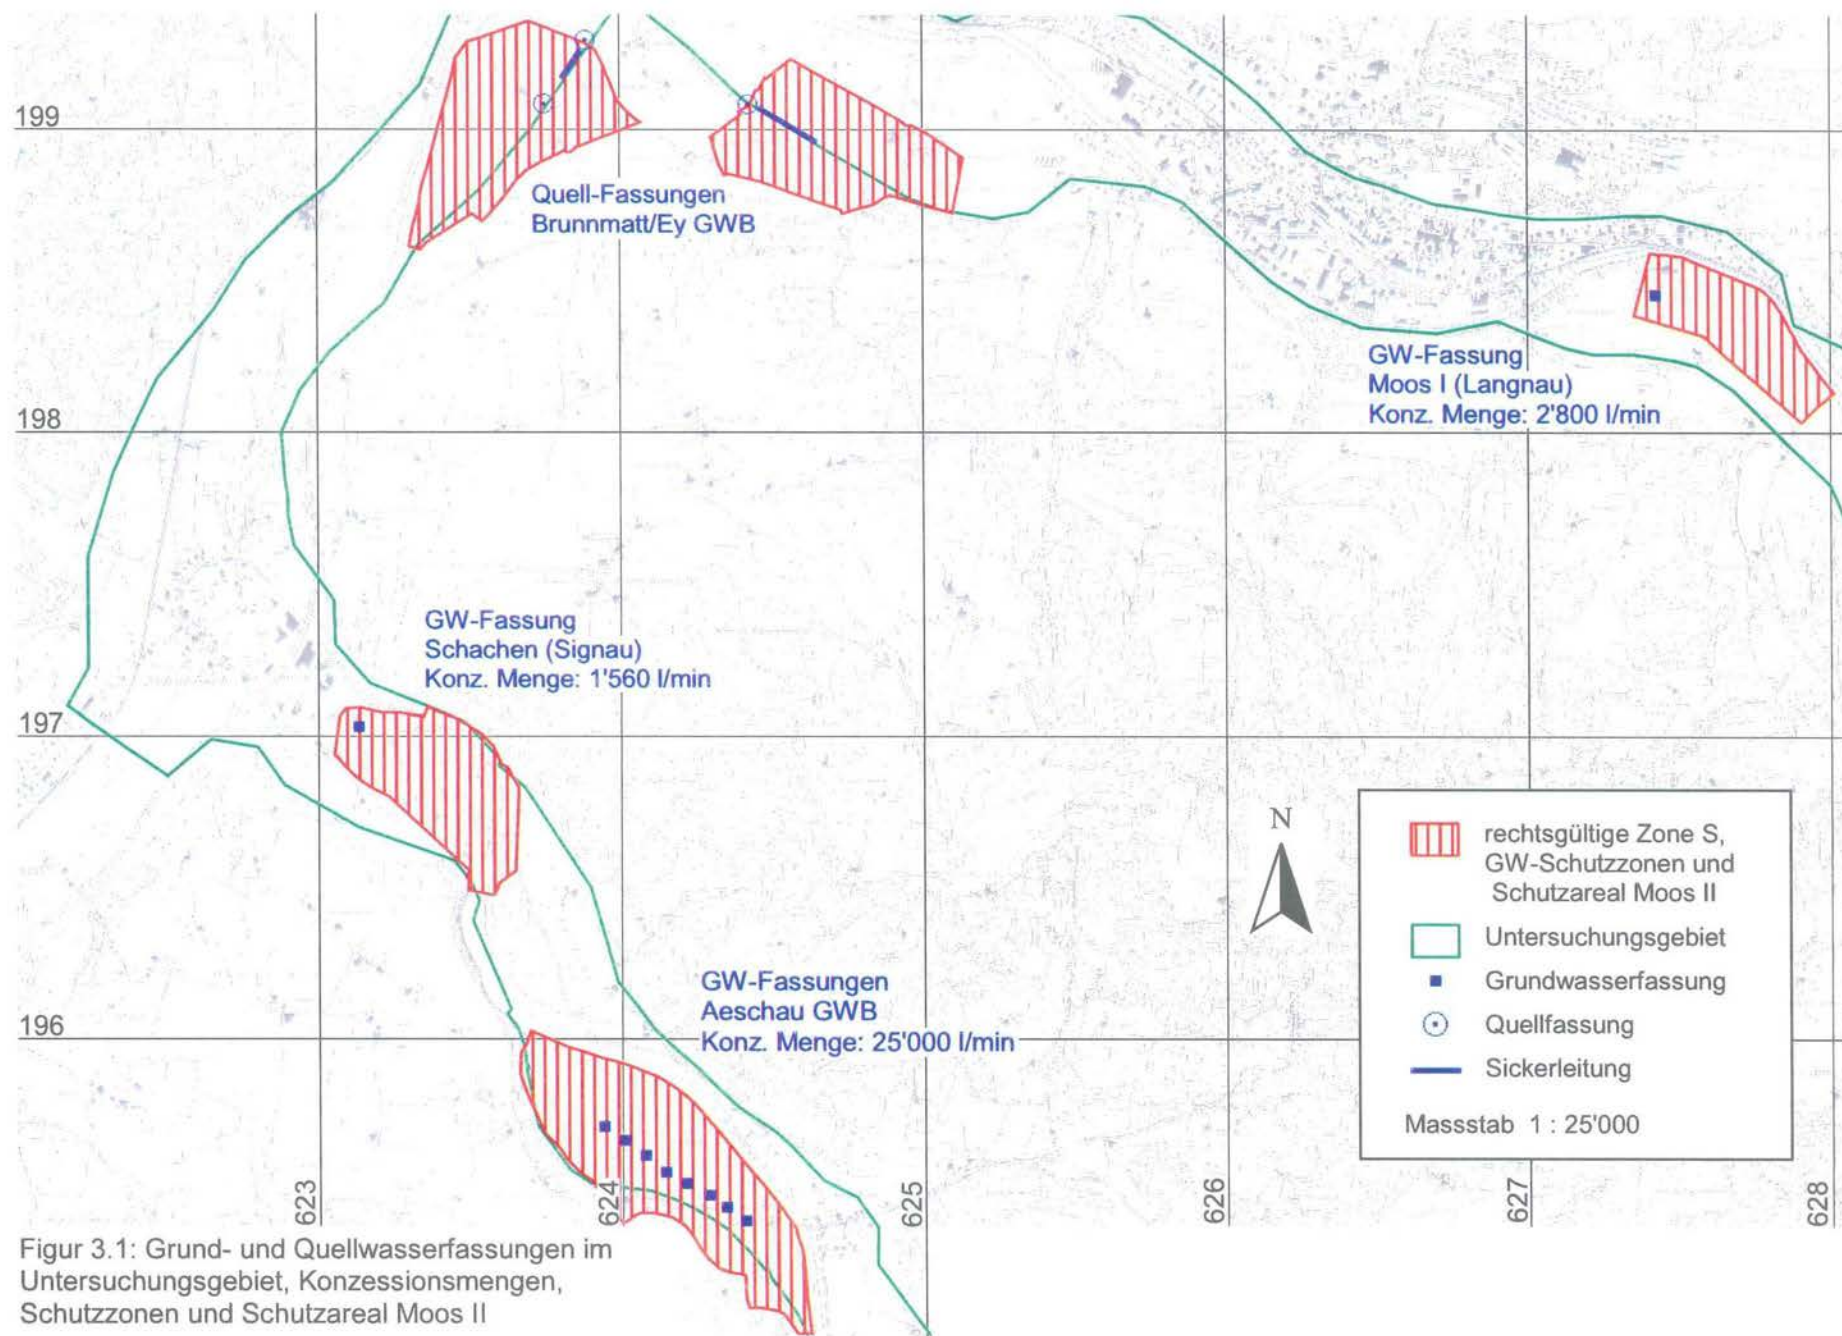 199
Quell-Fassungen
Brunnmatt/Ey GWB
GW-Fassung
Moos I (Langnau)
Konz. Menge: 2'800 l/min
198
GW-Fassung
Schachen (Signau)
Konz. Menge: 1'560 l/min
197
N
rechtsgültige Zone S,
GW-Schutzzonen und
Schutzareal Moos II
Untersuchungsgebiet
Grundwasserfassung
Quellfassung
Sickerleitung
Massstab 1 : 25'000
GW-Fassungen
Aeschau GWB
Konz. Menge: 25'000 l/min
196
623
624
625
626
627
628
Figur 3.1: Grund- und Quellwasserfassungen im
Untersuchungsgebiet, Konzessionsmengen,
Schutzzonen und Schutzareal Moos II